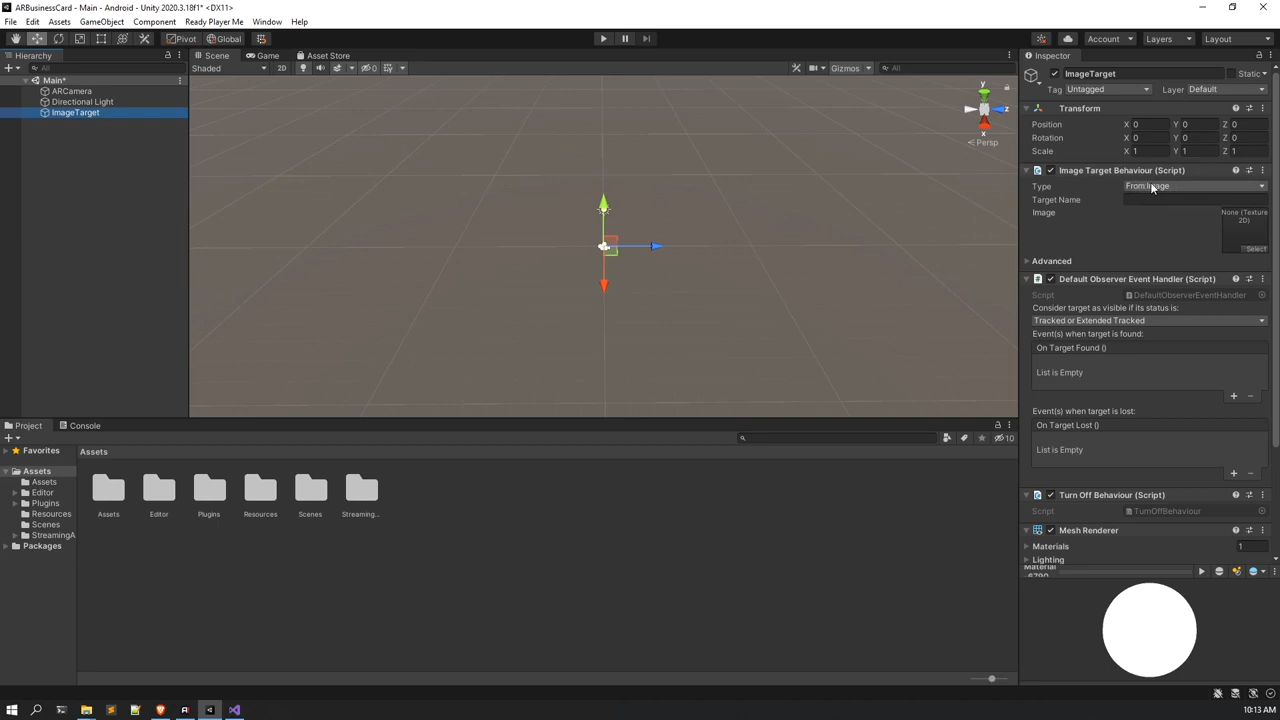 ARBusinessCard - Main - Android - Unity 2020.3.18f1* <DX11>
File Edit Assets GameObject Component Ready Player Me Window Help
Pivot Global Account Layers Layout
Hierarchy
All
Main*
ARCamera
Directional Light
ImageTarget
Scene Game Asset Store
Shaded 2D 0 Gizmos All
y
z
x
Persp
Inspector
ImageTarget Static
Tag Untagged Layer Default
Transform
Position X 0 Y 0 Z 0
Rotation X 0 Y 0 Z 0
Scale X 1 Y 1 Z 1
Image Target Behaviour (Script)
Type From Image
Target Name
Image None (Texture 2D)
Select
Advanced
Default Observer Event Handler (Script)
Script DefaultObserverEventHandler
Consider target as visible if its status is:
Tracked or Extended Tracked
Event(s) when target is found:
On Target Found ()
List is Empty
Event(s) when target is lost:
On Target Lost ()
List is Empty
Turn Off Behaviour (Script)
Script TurnOffBehaviour
Mesh Renderer
Materials 1
Lighting
Material
Project Console
10
Favorites
Assets
Assets
Editor
Plugins
Resources
Scenes
StreamingA
Packages
Assets
Assets Editor Plugins Resources Scenes Streaming...
10:13 AM